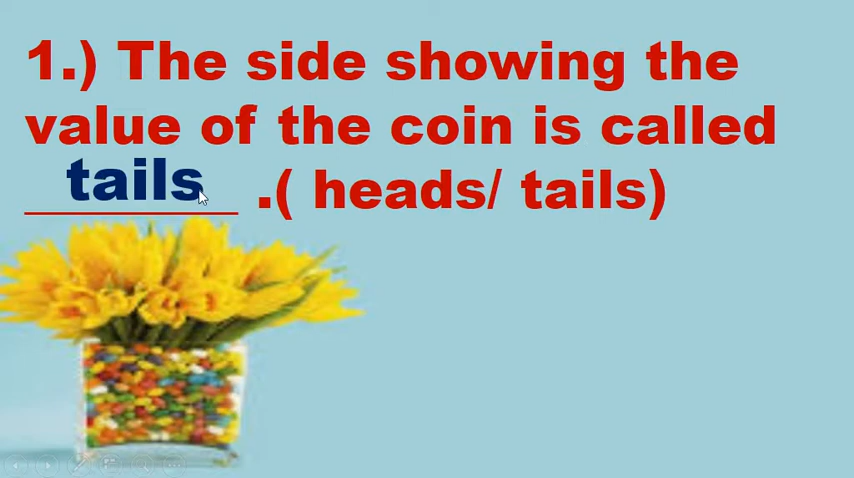 1.) The side showing the
value of the coin is called
tails .( heads/ tails)